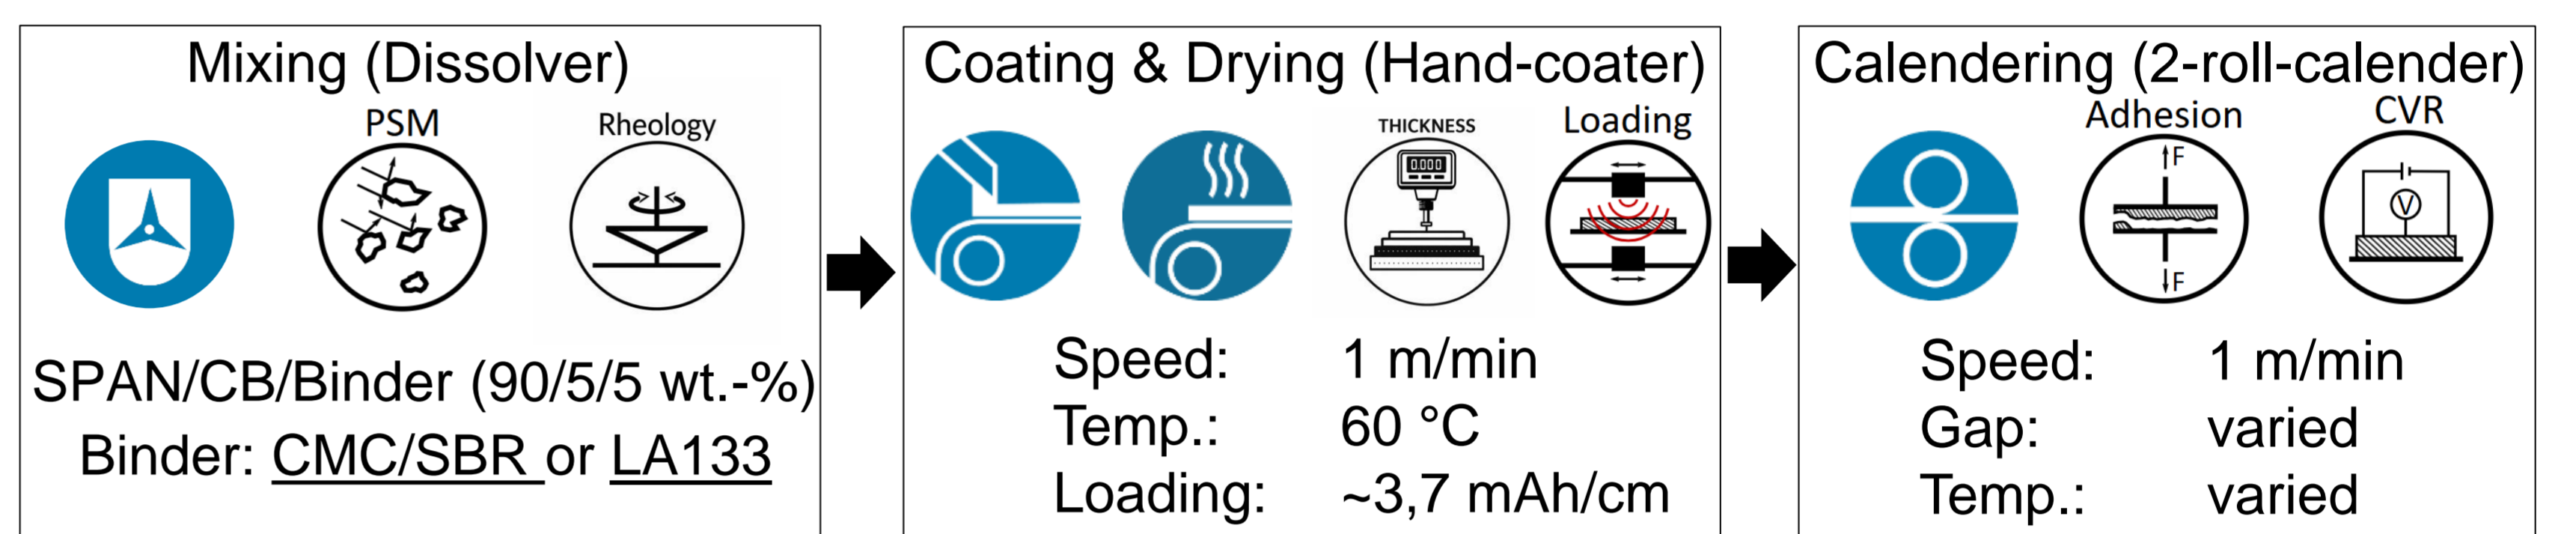 Mixing (Dissolver)
PSM
Rheology
SPAN/CB/Binder (90/5/5 wt.-%)
Binder: CMC/SBR or LA133
Coating & Drying (Hand-coater)
THICKNESS
Loading
0.000
Speed: 1 m/min
Temp.: 60 °C
Loading: ~3,7 mAh/cm
Calendering (2-roll-calender)
Adhesion
CVR
F
V
F
Speed: 1 m/min
Gap: varied
Temp.: varied